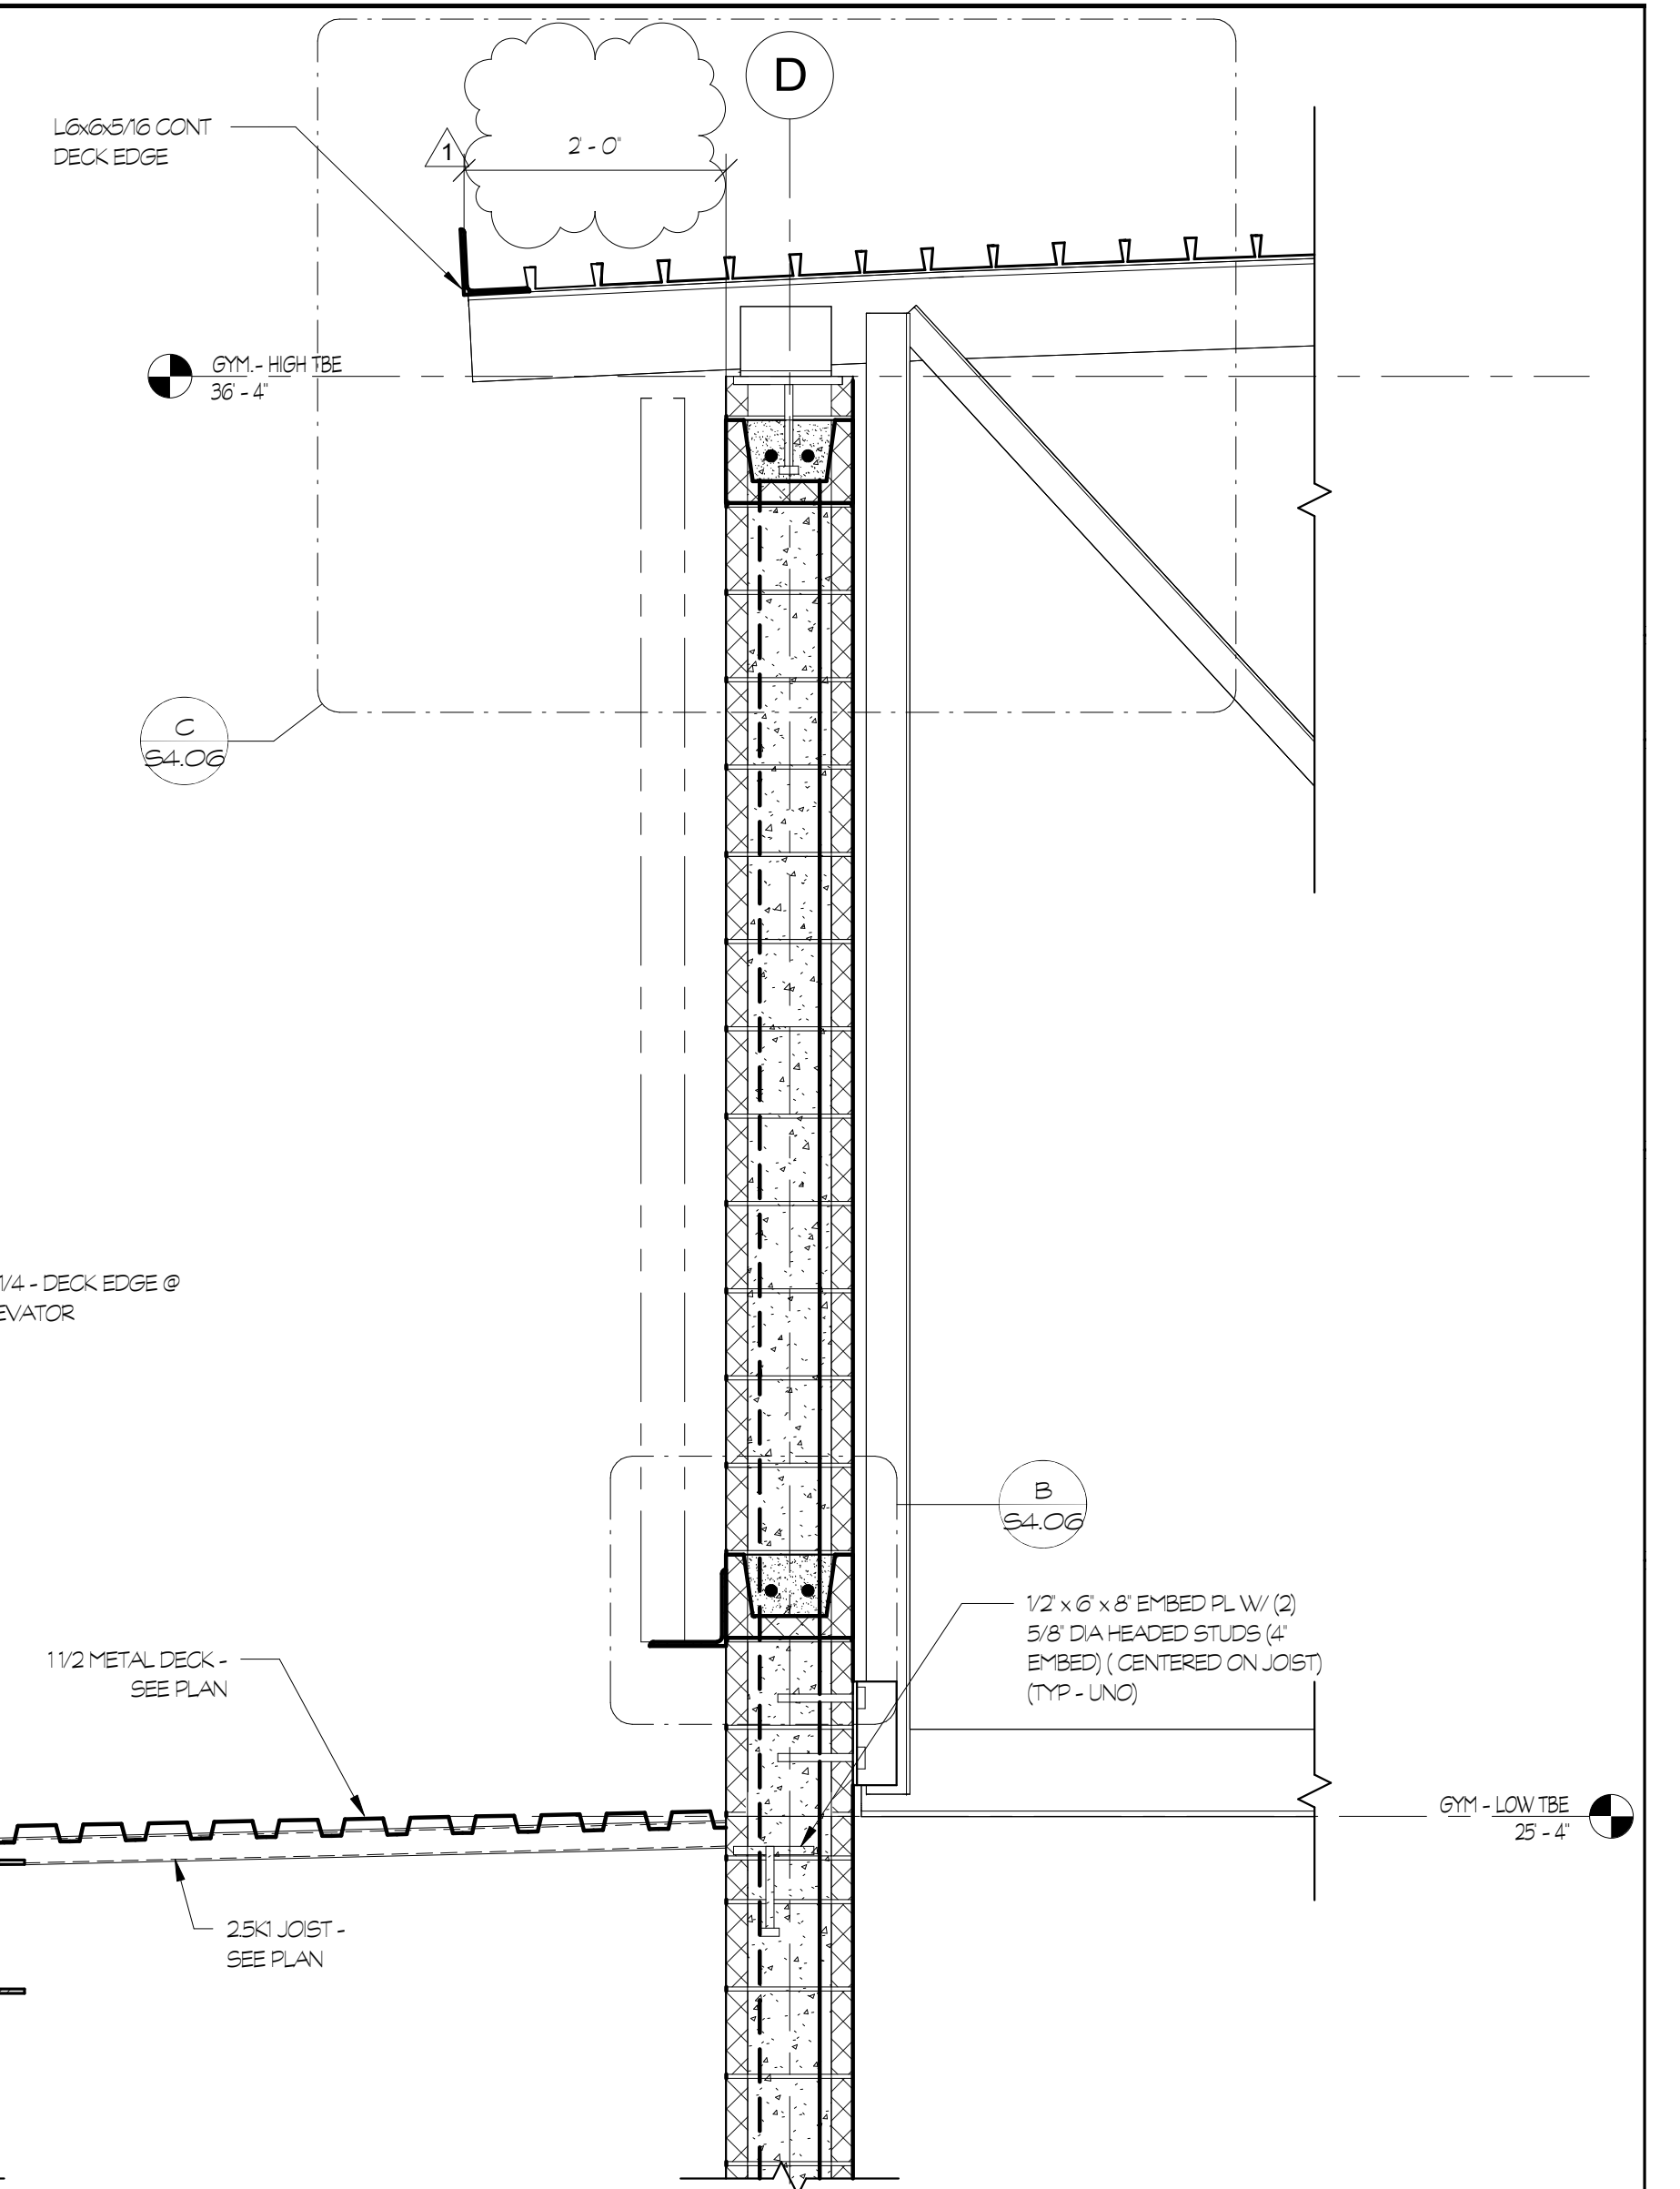 D
L6x6x5/16 CONT
DECK EDGE
1
2' - 0"
GYM. - HIGH TBE
36' - 4"
C
S4.06
1/4 - DECK EDGE @
EVATOR
B
S4.06
1/2" x 6" x 8" EMBED PL W/ (2)
5/8" DIA HEADED STUDS (4"
EMBED) ( CENTERED ON JOIST)
(TYP - UNO)
1 1/2 METAL DECK -
SEE PLAN
GYM - LOW TBE
25' - 4"
2.5K1 JOIST -
SEE PLAN